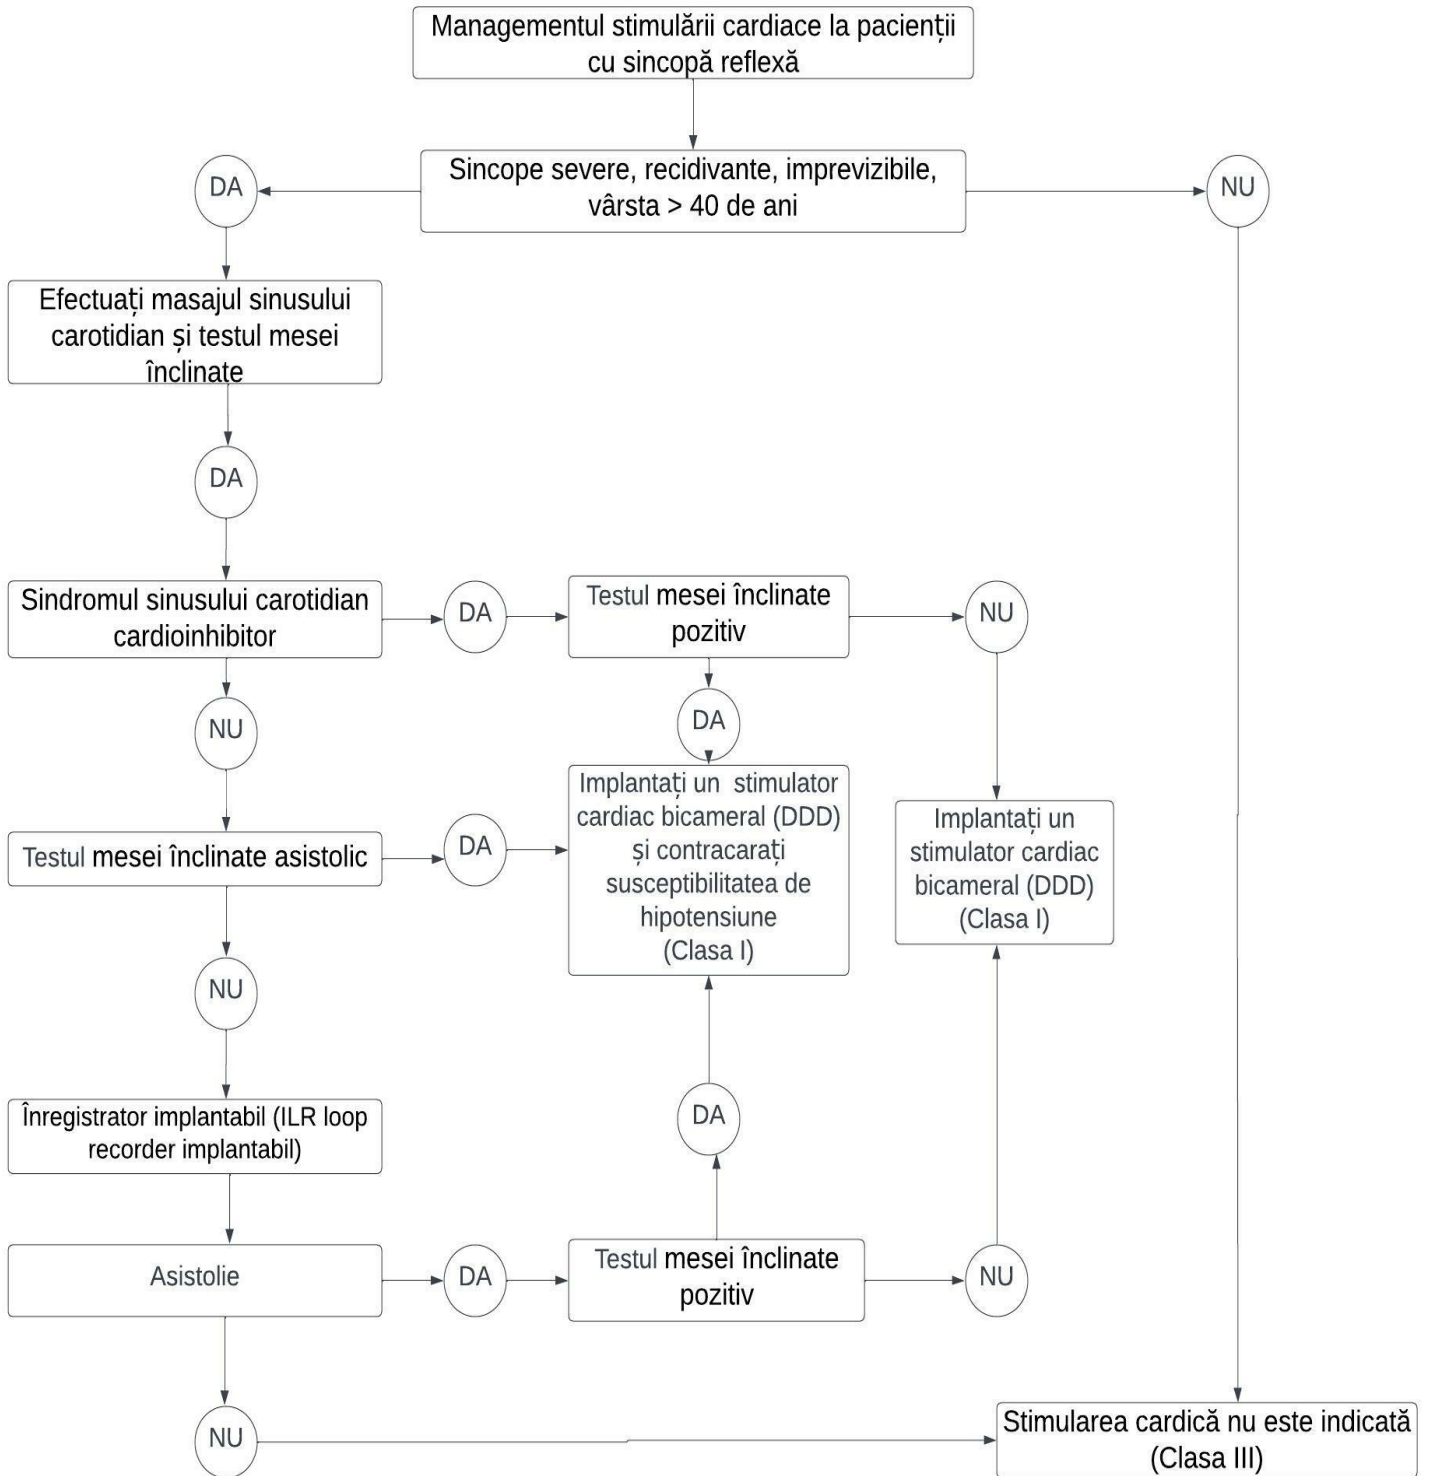 Managementul stimulării cardiace la pacienții
cu sincopă reflexă
Sincope severe, recidivante, imprevizibile,
vârsta > 40 de ani
DA
NU
Efectuați masajul sinusului
carotidian și testul mesei
înclinate
DA
Sindromul sinusului carotidian
cardioinhibitor
DA
Testul mesei înclinate
pozitiv
NU
NU
DA
Implantați un stimulator
cardiac bicameral (DDD)
și contracarați
susceptibilitatea de
hipotensiune
(Clasa I)
Implantați un
stimulator cardiac
bicameral (DDD)
(Clasa I)
Testul mesei înclinate asistolic
DA
NU
Înregistrator implantabil (ILR loop
recorder implantabil)
DA
Asistolie
DA
Testul mesei înclinate
pozitiv
NU
NU
Stimularea cardică nu este indicată
(Clasa III)